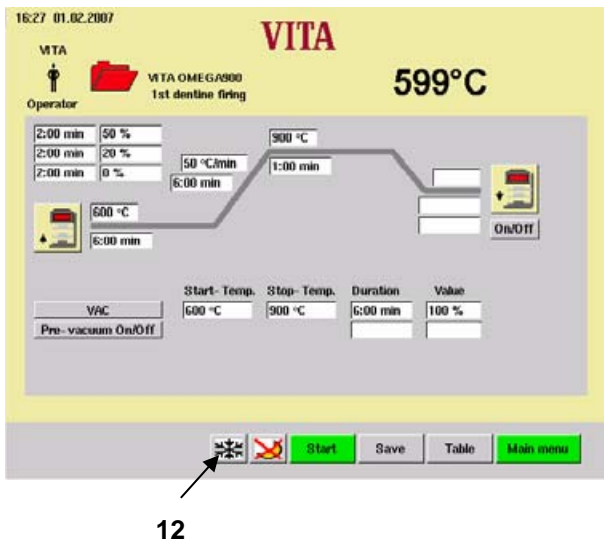 16:27 01.02.2007
VITA
VITA
Operator
VITA OMEGA900
1st dentine firing
599°C
2:00 min 50 %
2:00 min 20 %
2:00 min 0 %
50 °C/min
6:00 min
900 °C
1:00 min
600 °C
6:00 min
On/Off
Start-Temp. Stop-Temp. Duration Value
VAC 600 °C 900 °C 6:00 min 100 %
Pre-vacuum On/Off
Start Save Table Main menu
12